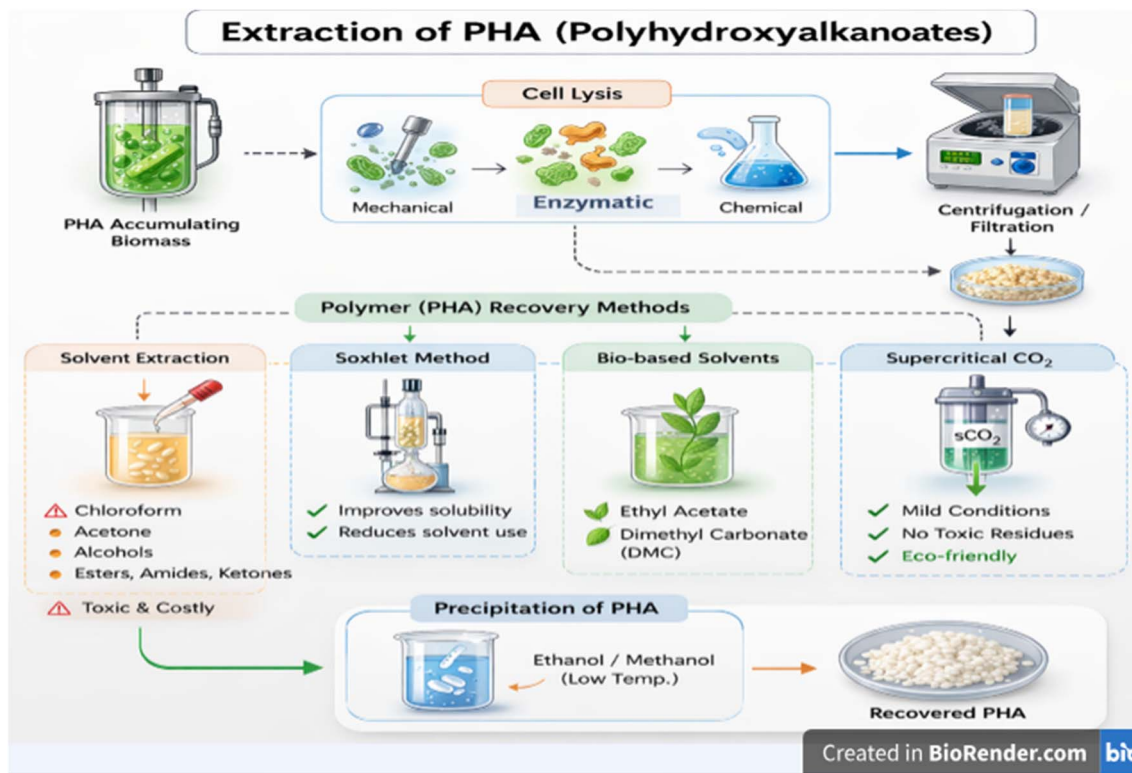 Extraction of PHA (Polyhydroxyalkanoates)
Cell Lysis
Mechanical
Enzymatic
Chemical
PHA Accumulating
Biomass
Centrifugation /
Filtration
Polymer (PHA) Recovery Methods
Solvent Extraction
Chloroform
Acetone
Alcohols
Esters, Amides, Ketones
Toxic & Costly
Soxhlet Method
Improves solubility
Reduces solvent use
Bio-based Solvents
Ethyl Acetate
Dimethyl Carbonate
(DMC)
Supercritical CO₂
sCO₂
Mild Conditions
No Toxic Residues
Eco-friendly
Precipitation of PHA
Ethanol / Methanol
(Low Temp.)
Recovered PHA
Created in BioRender.com
bio